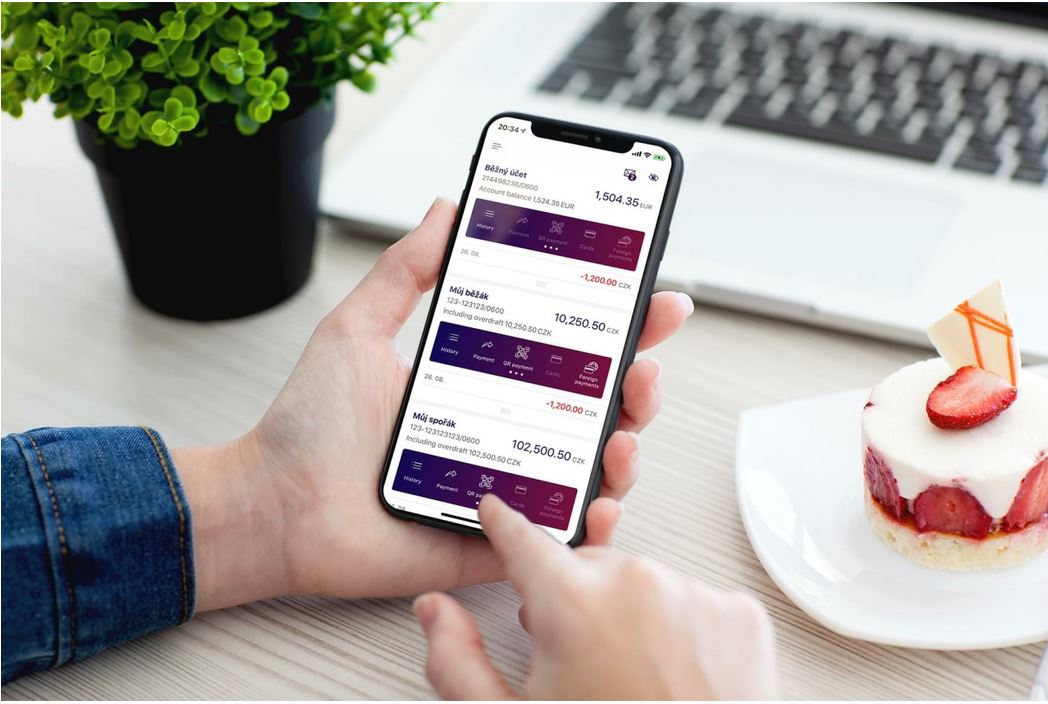 20:34
Běžný účet
2
214498238/0600
1,504.35 EUR
Account balance 1,524.35 EUR
History
Payment
QR payment
Cards
Foreign payments
26. 08.
-1,200.00 CZK
Můj běžák
123-123123/0600
10,250.50 CZK
Including overdraft 10,250.50 CZK
History
Payment
QR payment
Cards
Foreign payments
26. 08.
-1,200.00 CZK
Můj spořák
123-123123123/0600
102,500.50 CZK
Including overdraft 102,500.50 CZK
History
Payment
QR
Cards
Foreign payments